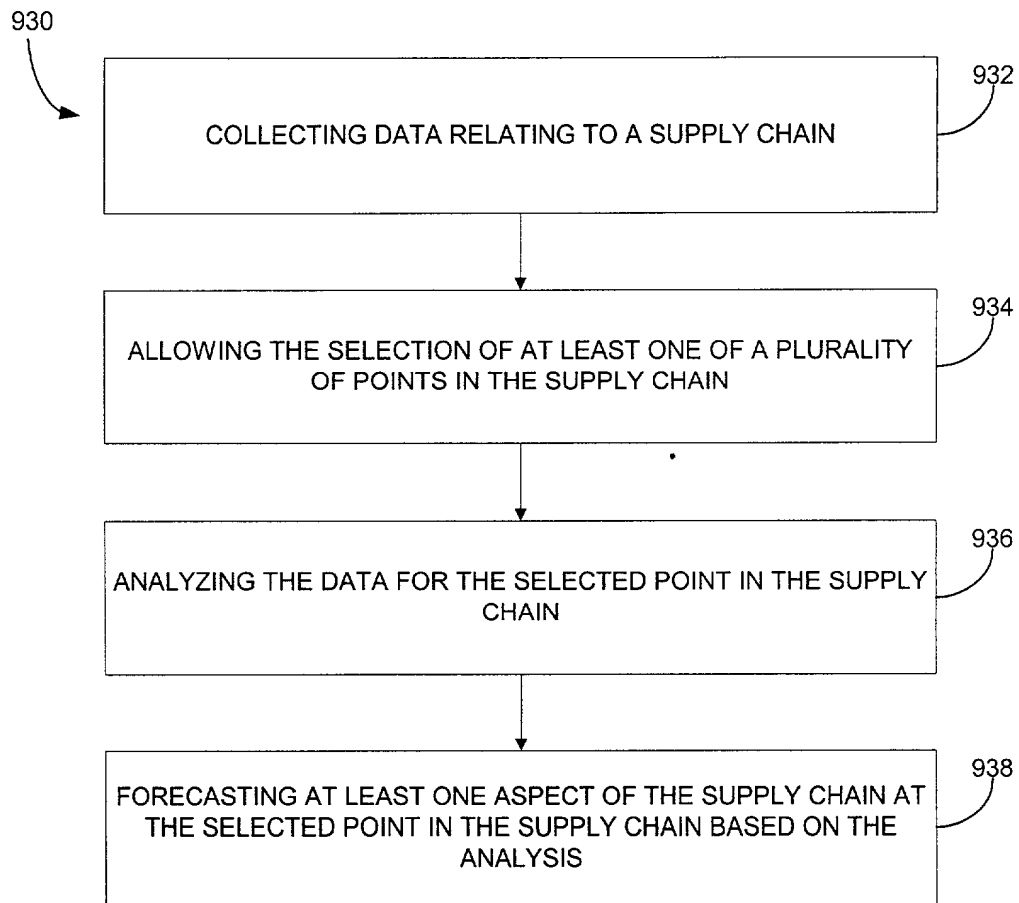 930
932
COLLECTING DATA RELATING TO A SUPPLY CHAIN
934
ALLOWING THE SELECTION OF AT LEAST ONE OF A PLURALITY
OF POINTS IN THE SUPPLY CHAIN
936
ANALYZING THE DATA FOR THE SELECTED POINT IN THE SUPPLY
CHAIN
938
FORECASTING AT LEAST ONE ASPECT OF THE SUPPLY CHAIN AT
THE SELECTED POINT IN THE SUPPLY CHAIN BASED ON THE
ANALYSIS